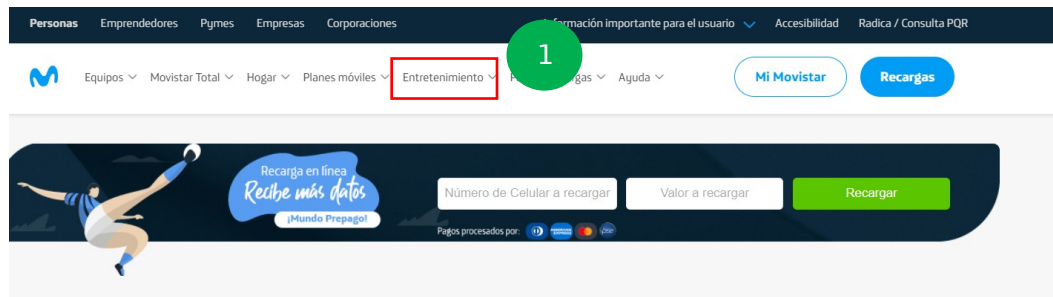 Personas Emprendedores Pymes Empresas Corporaciones
formación importante para el usuario Accesibilidad Radica / Consulta PQR
1
Equipos Movistar Total Hogar Planes móviles Entretenimiento Ayuda
Mi Movistar Recargas
Recarga en línea
Recibe más datos
¡Mundo Prepago!
Número de Celular a recargar Valor a recargar Recargar
Pagos procesados por: